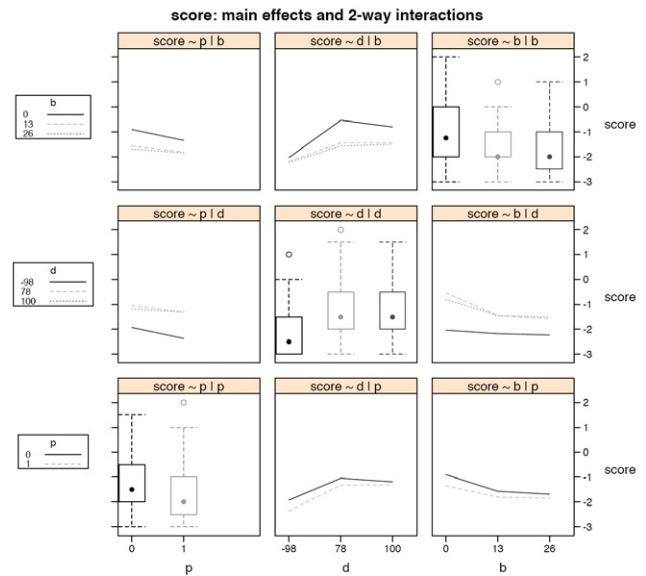 score: main effects and 2-way interactions
score ~ p | b
score ~ d | b
score ~ b | b
b
0
13
26
2
1
0
-1
-2
-3
score
score ~ p | d
score ~ d | d
score ~ b | d
d
-98
78
100
2
1
0
-1
-2
-3
score
score ~ p | p
score ~ d | p
score ~ b | p
p
0
1
2
1
0
-1
-2
-3
score
0 1
-98 78 100
0 13 26
p
d
b